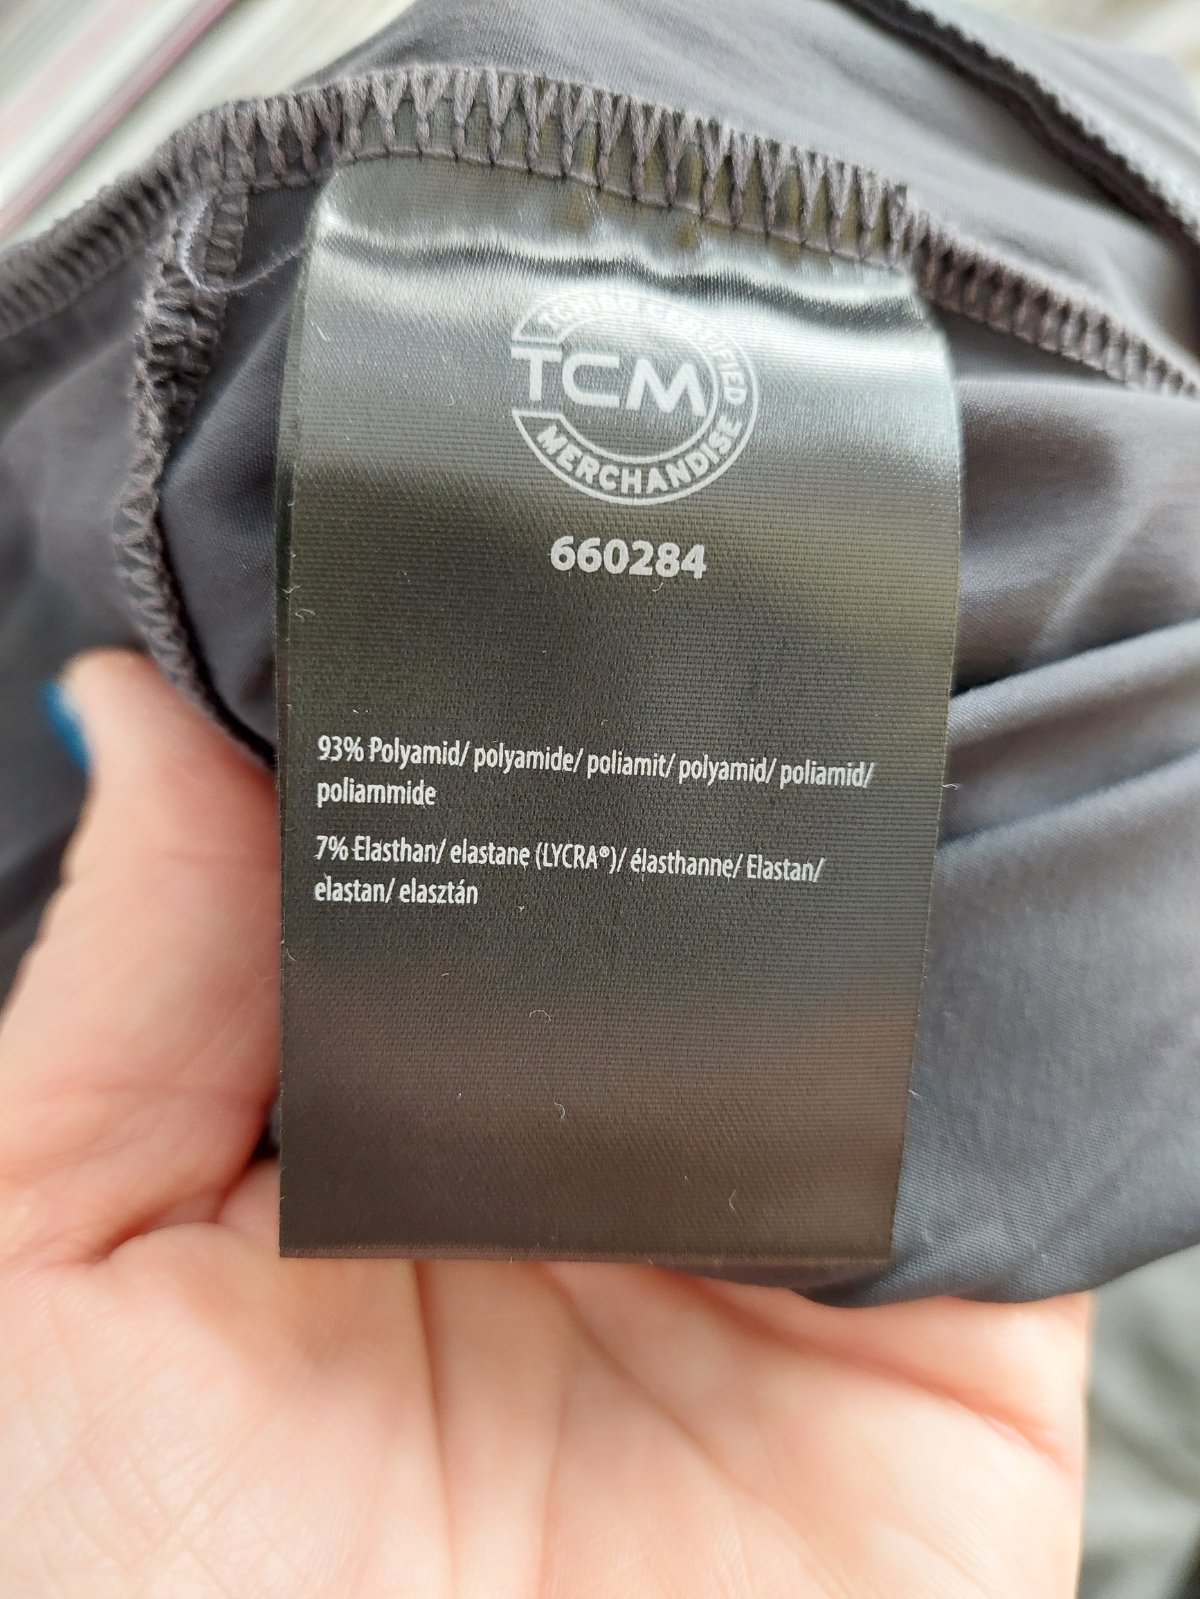 TCHIBO CERTIFIED
TCM
MERCHANDISE
660284
93% Polyamid/ polyamide/ poliamit/ polyamid/ poliamid/
poliammide
7% Elasthan/ elastane (LYCRA®)/ élasthanne/ Elastan/
elastan/ elasztán